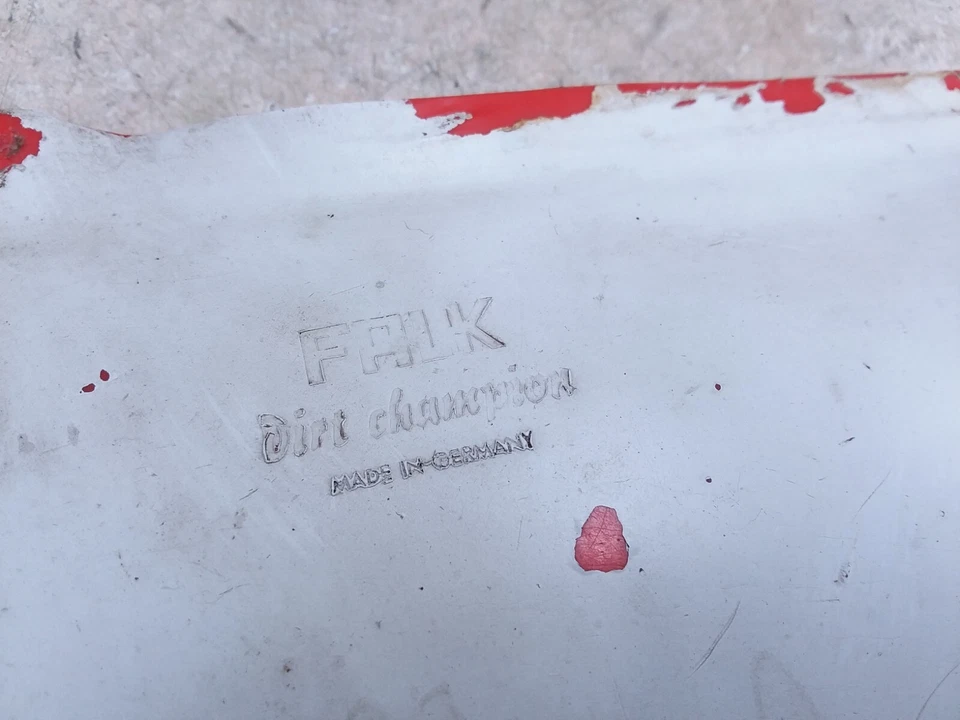 FALK
Dirt champion
MADE IN GERMANY